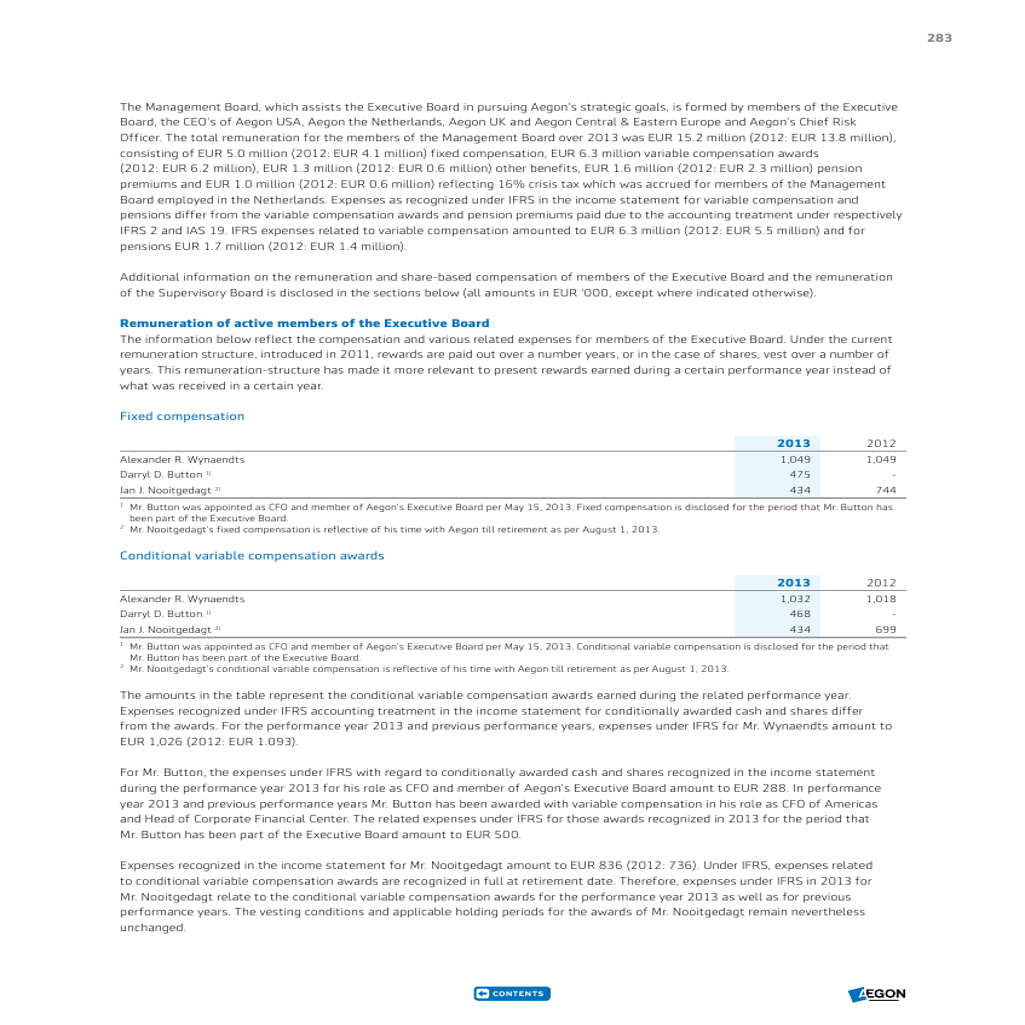 283
The Management Board, which assists the Executive Board in pursuing Aegon's strategic goals, is formed by members of the Executive
Board, the CEO's of Aegon USA, Aegon the Netherlands, Aegon UK and Aegon Central & Eastern Europe and Aegon's Chief Risk
Officer. The total remuneration for the members of the Management Board over 2013 was EUR 15.2 million (2012: EUR 13.8 million),
consisting of EUR 5.0 million (2012: EUR 4.1 million) fixed compensation, EUR 6.3 million variable compensation awards
(2012: EUR 6.2 million), EUR 1.3 million (2012: EUR 0.6 million) other benefits, EUR 1.6 million (2012: EUR 2.3 million) pension
premiums and EUR 1.0 million (2012: EUR 0.6 million) reflecting 16% crisis tax which was accrued for members of the Management
Board employed in the Netherlands. Expenses as recognized under IFRS in the income statement for variable compensation and
pensions differ from the variable compensation awards and pension premiums paid due to the accounting treatment under respectively
IFRS 2 and IAS 19. IFRS expenses related to variable compensation amounted to EUR 6.3 million (2012: EUR 5.5 million) and for
pensions EUR 1.7 million (2012: EUR 1.4 million).
Additional information on the remuneration and share-based compensation of members of the Executive Board and the remuneration
of the Supervisory Board is disclosed in the sections below (all amounts in EUR '000, except where indicated otherwise).
Remuneration of active members of the Executive Board
The information below reflect the compensation and various related expenses for members of the Executive Board. Under the current
remuneration structure, introduced in 2011, rewards are paid out over a number years, or in the case of shares, vest over a number of
years. This remuneration-structure has made it more relevant to present rewards earned during a certain performance year instead of
what was received in a certain year.
Fixed compensation
2013 2012
Alexander R. Wynaendts 1,049 1,049
Darryl D. Button 1) 475 -
Jan J. Nooitgedagt 2) 434 744
1 Mr. Button was appointed as CFO and member of Aegon's Executive Board per May 15, 2013. Fixed compensation is disclosed for the period that Mr. Button has
been part of the Executive Board.
2 Mr. Nooitgedagt's fixed compensation is reflective of his time with Aegon till retirement as per August 1, 2013.
Conditional variable compensation awards
2013 2012
Alexander R. Wynaendts 1,032 1,018
Darryl D. Button 1) 468 -
Jan J. Nooitgedagt 2) 434 699
1 Mr. Button was appointed as CFO and member of Aegon's Executive Board per May 15, 2013. Conditional variable compensation is disclosed for the period that
Mr. Button has been part of the Executive Board.
2 Mr. Nooitgedagt's conditional variable compensation is reflective of his time with Aegon till retirement as per August 1, 2013.
The amounts in the table represent the conditional variable compensation awards earned during the related performance year.
Expenses recognized under IFRS accounting treatment in the income statement for conditionally awarded cash and shares differ
from the awards. For the performance year 2013 and previous performance years, expenses under IFRS for Mr. Wynaendts amount to
EUR 1,026 (2012: EUR 1.093).
For Mr. Button, the expenses under IFRS with regard to conditionally awarded cash and shares recognized in the income statement
during the performance year 2013 for his role as CFO and member of Aegon's Executive Board amount to EUR 288. In performance
year 2013 and previous performance years Mr. Button has been awarded with variable compensation in his role as CFO of Americas
and Head of Corporate Financial Center. The related expenses under IFRS for those awards recognized in 2013 for the period that
Mr. Button has been part of the Executive Board amount to EUR 500.
Expenses recognized in the income statement for Mr. Nooitgedagt amount to EUR 836 (2012: 736). Under IFRS, expenses related
to conditional variable compensation awards are recognized in full at retirement date. Therefore, expenses under IFRS in 2013 for
Mr. Nooitgedagt relate to the conditional variable compensation awards for the performance year 2013 as well as for previous
performance years. The vesting conditions and applicable holding periods for the awards of Mr. Nooitgedagt remain nevertheless
unchanged.
CONTENTS
AEGON